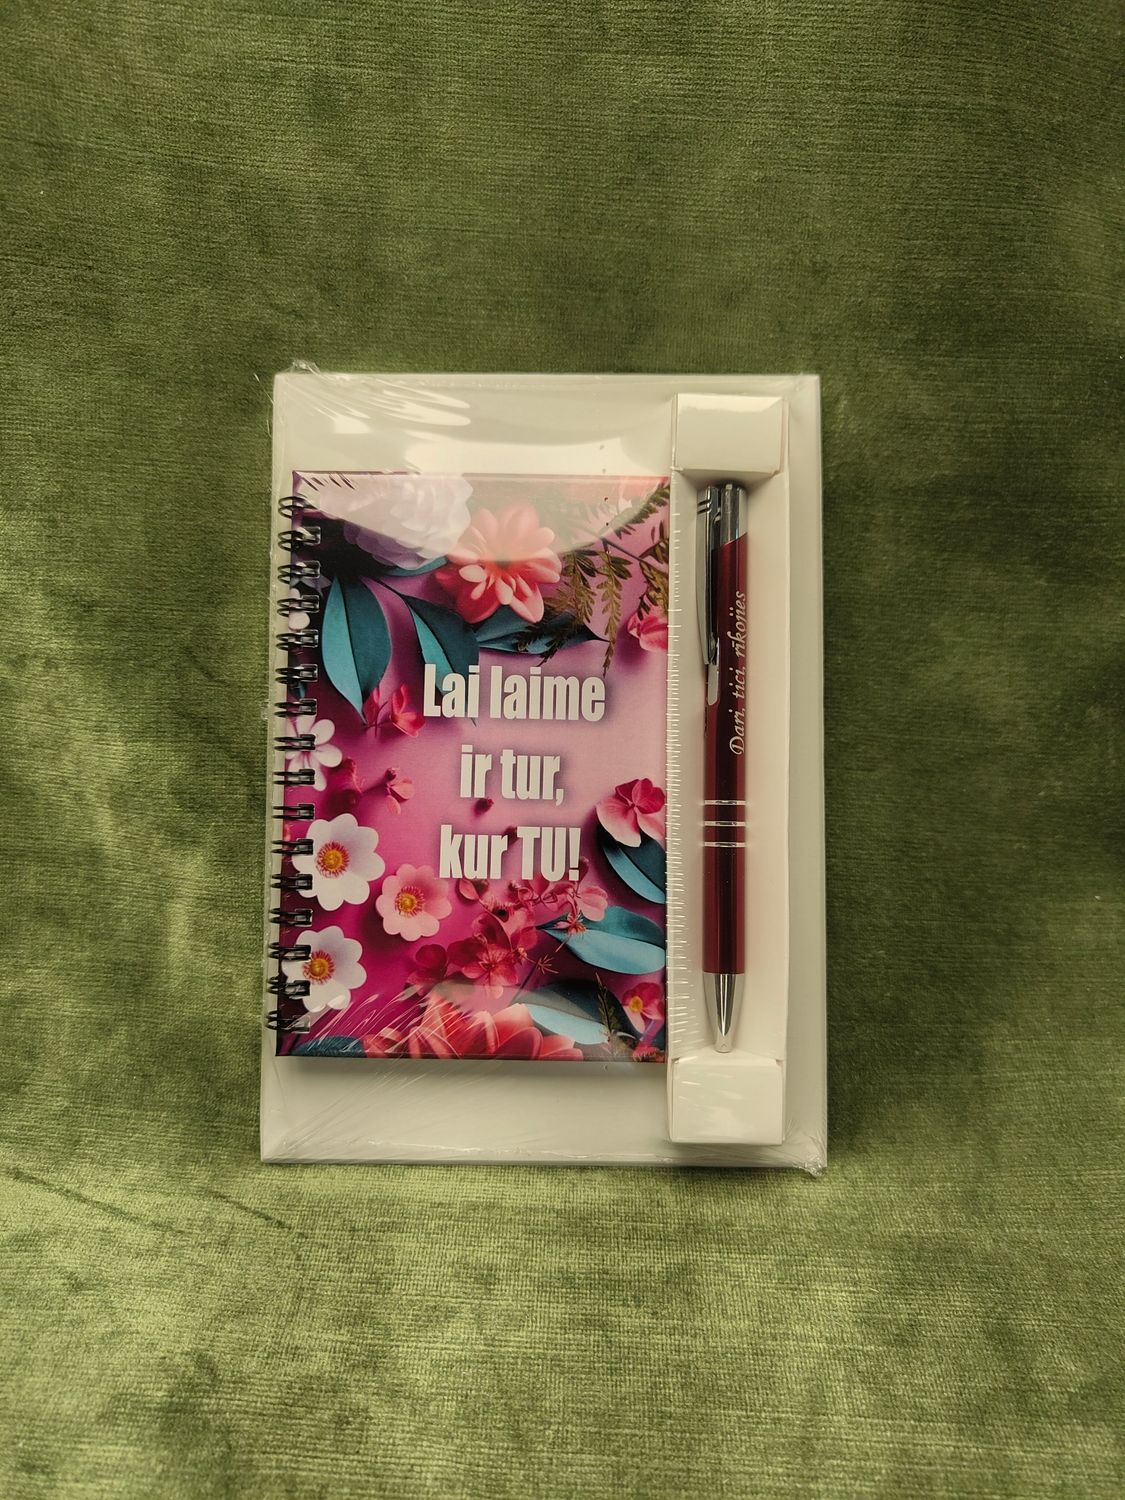 Lai laime
ir tur,
kur TU!
Dari, tici, rīkojies